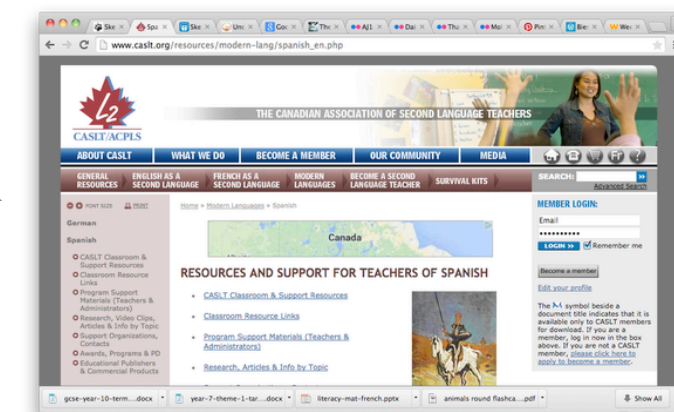 Ske
Spa
Ske
Und
Goo
The
AJ1
Dai
Thu
Moi
Pint
Bies
Wes
www.caslt.org/resources/modern-lang/spanish_en.php
L2
CASLT/ACPLS
THE CANADIAN ASSOCIATION OF SECOND LANGUAGE TEACHERS
ABOUT CASLT WHAT WE DO BECOME A MEMBER OUR COMMUNITY MEDIA
Fr ?
GENERAL RESOURCES
ENGLISH AS A SECOND LANGUAGE
FRENCH AS A SECOND LANGUAGE
MODERN LANGUAGES
BECOME A SECOND LANGUAGE TEACHER
SURVIVAL KITS
SEARCH:
Advanced Search
FONT SIZE PRINT
German
Spanish
CASLT Classroom &
Support Resources
Classroom Resource
Links
Program Support
Materials (Teachers &
Administrators)
Research, Video Clips,
Articles & Info by Topic
Support Organizations,
Contacts
Awards, Programs & PD
Educational Publishers
& Commercial Products
Home » Modern Languages » Spanish
Canada
RESOURCES AND SUPPORT FOR TEACHERS OF SPANISH
CASLT Classroom & Support Resources
Classroom Resource Links
Program Support Materials (Teachers &
Administrators)
Research, Articles & Info by Topic
MEMBER LOGIN:
Email
LOGIN »
Remember me
Become a member
Edit your profile
The M symbol beside a
document title indicates that it is
available only to CASLT members
for download. If you are a
member, log in now in the box
above. If you are not a CASLT
member, please click here to
apply to become a member.
gcse-year-10-term....docx
year-7-theme-1-tar....docx
literacy-mat-french.pptx
animals round flashca....pdf
Show All